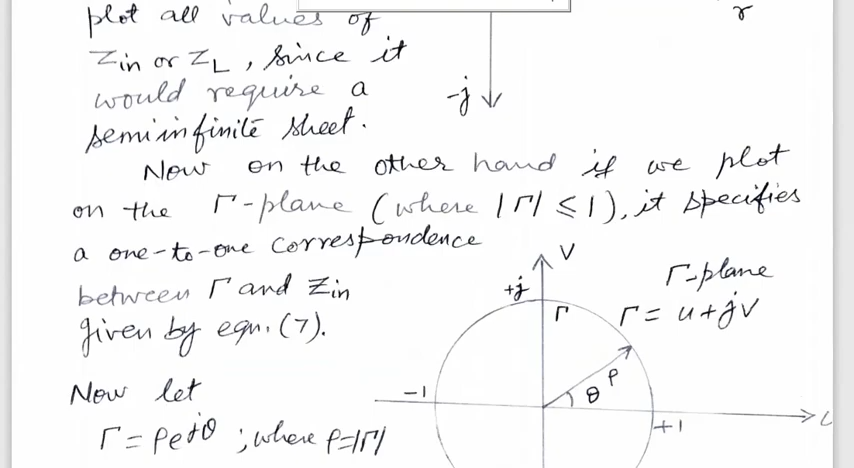 plot all values of
Zin or ZL, since it
would require a
semiinfinite sheet.
r
-j
Now on the other hand if we plot
on the Γ-plane (where |Γ| ≤ 1), it specifies
a one-to-one correspondence
between Γ and Zin
given by eqn. (7).
Now let
Γ = ρe^jθ ; where ρ=|Γ|
V
+j
Γ-plane
Γ
Γ = u+jv
ρ
θ
-1
+1